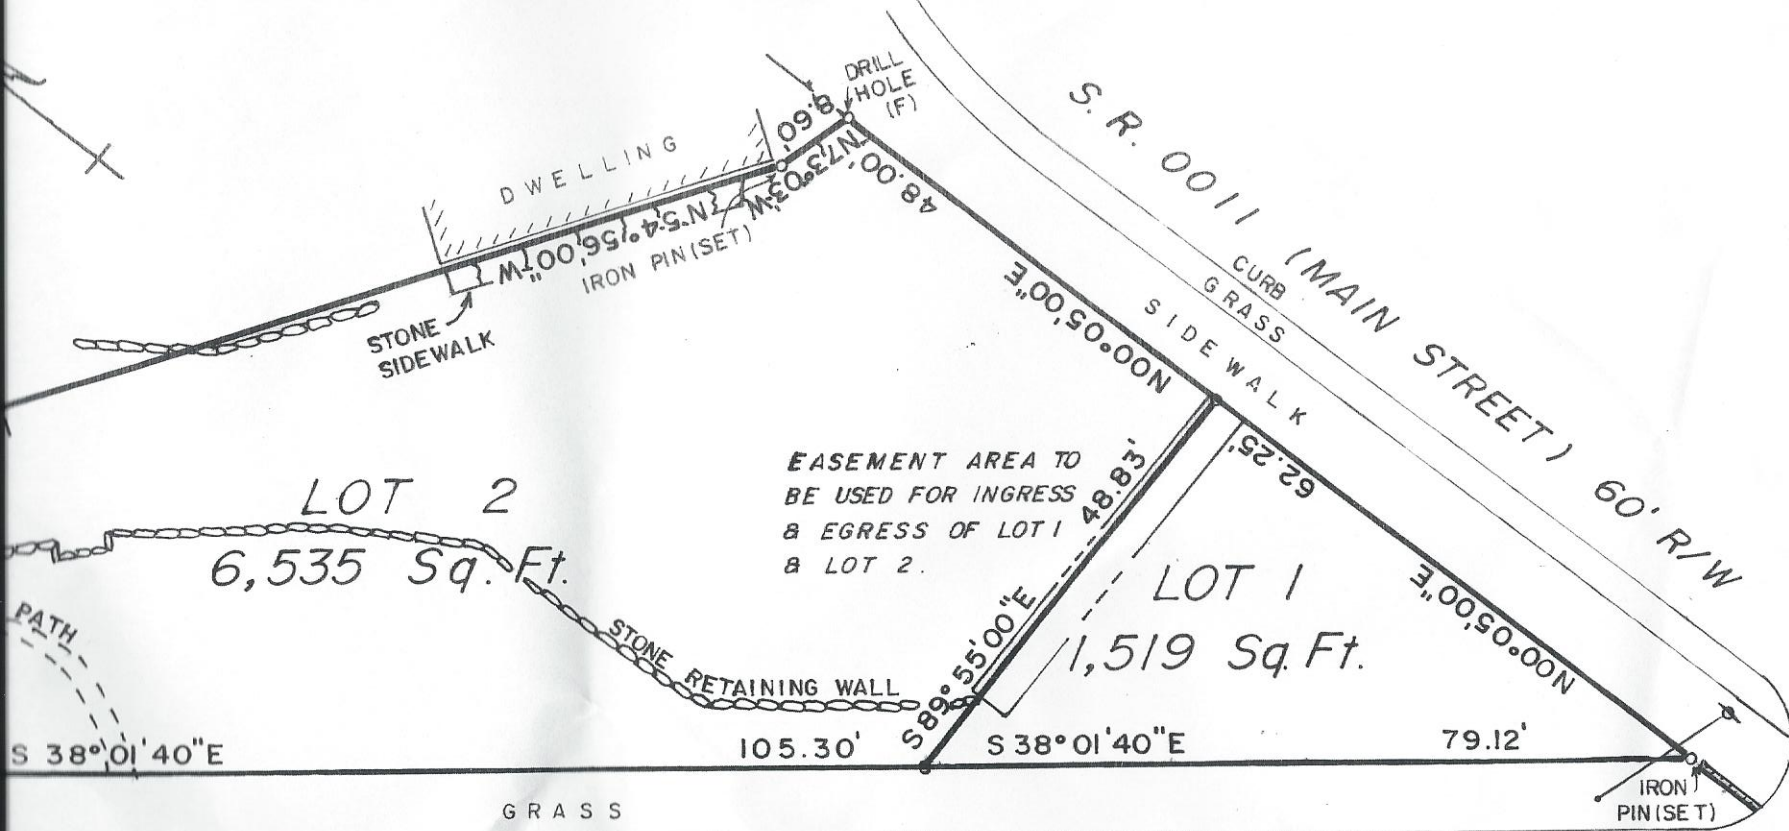 DRILL
HOLE
(F)
8.60'
N73°03'W
DWELLING
N54°56'00"W
IRON PIN (SET)
STONE
SIDEWALK
48.00'
N00°05'00"E
S. R. 0011 (MAIN STREET) 60' R/W
CURB
GRASS
SIDEWALK
62.25'
N00°05'00"E
EASEMENT AREA TO
BE USED FOR INGRESS
& EGRESS OF LOT 1
& LOT 2.
48.83'
S89°55'00"E
LOT 2
6,535 Sq. Ft.
LOT 1
1,519 Sq. Ft.
PATH
STONE RETAINING WALL
S 38°01'40"E
105.30'
S 38°01'40"E
79.12'
IRON
PIN (SET)
GRASS